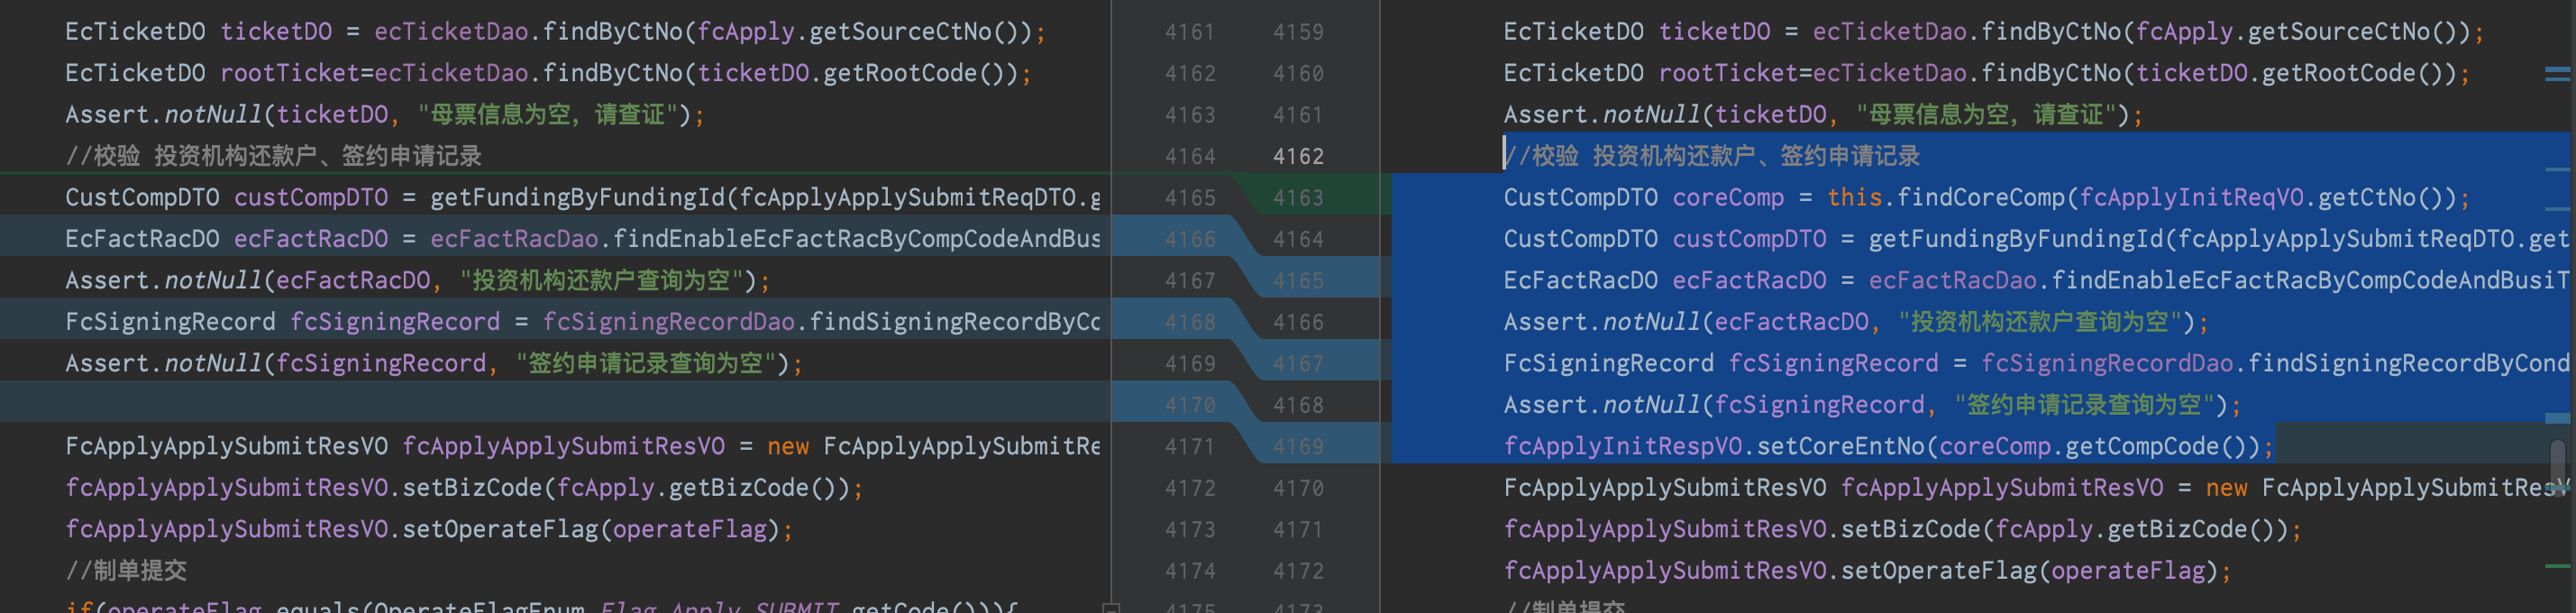 EcTicketDO ticketDO = ecTicketDao.findByCtNo(fcApply.getSourceCtNo());
EcTicketDO rootTicket=ecTicketDao.findByCtNo(ticketDO.getRootCode());
Assert.notNull(ticketDO, "母票信息为空，请查证");
//校验 投资机构还款户、签约申请记录
CustCompDTO custCompDTO = getFundingByFundingId(fcApplyApplySubmitReqDTO.g
EcFactRacDO ecFactRacDO = ecFactRacDao.findEnableEcFactRacByCompCodeAndBus
Assert.notNull(ecFactRacDO, "投资机构还款户查询为空");
FcSigningRecord fcSigningRecord = fcSigningRecordDao.findSigningRecordByCo
Assert.notNull(fcSigningRecord, "签约申请记录查询为空");
FcApplyApplySubmitResVO fcApplyApplySubmitResVO = new FcApplyApplySubmitRe
fcApplyApplySubmitResVO.setBizCode(fcApply.getBizCode());
fcApplyApplySubmitResVO.setOperateFlag(operateFlag);
//制单提交
if(operateFlag.equals(OperateFlagEnum.Flag_Apply_SUBMIT.getCode())){
4161 4159
4162 4160
4163 4161
4164 4162
4165 4163
4166 4164
4167 4165
4168 4166
4169 4167
4170 4168
4171 4169
4172 4170
4173 4171
4174 4172
4175 4173
EcTicketDO ticketDO = ecTicketDao.findByCtNo(fcApply.getSourceCtNo());
EcTicketDO rootTicket=ecTicketDao.findByCtNo(ticketDO.getRootCode());
Assert.notNull(ticketDO, "母票信息为空，请查证");
//校验 投资机构还款户、签约申请记录
CustCompDTO coreComp = this.findCoreComp(fcApplyInitReqVO.getCtNo());
CustCompDTO custCompDTO = getFundingByFundingId(fcApplyApplySubmitReqDTO.get
EcFactRacDO ecFactRacDO = ecFactRacDao.findEnableEcFactRacByCompCodeAndBusiT
Assert.notNull(ecFactRacDO, "投资机构还款户查询为空");
FcSigningRecord fcSigningRecord = fcSigningRecordDao.findSigningRecordByCond
Assert.notNull(fcSigningRecord, "签约申请记录查询为空");
fcApplyInitRespVO.setCoreEntNo(coreComp.getCompCode());
FcApplyApplySubmitResVO fcApplyApplySubmitResVO = new FcApplyApplySubmitResV
fcApplyApplySubmitResVO.setBizCode(fcApply.getBizCode());
fcApplyApplySubmitResVO.setOperateFlag(operateFlag);
//制单提交